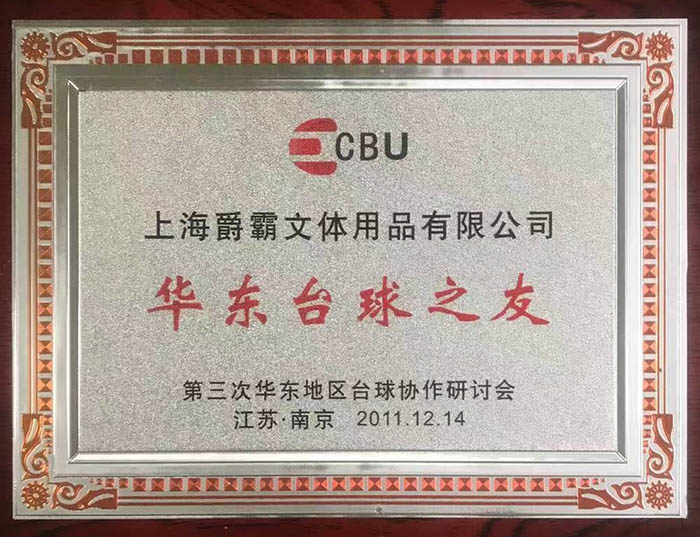 CBU
上海爵霸文体用品有限公司
华东台球之友
第三次华东地区台球协作研讨会
江苏·南京 2011.12.14